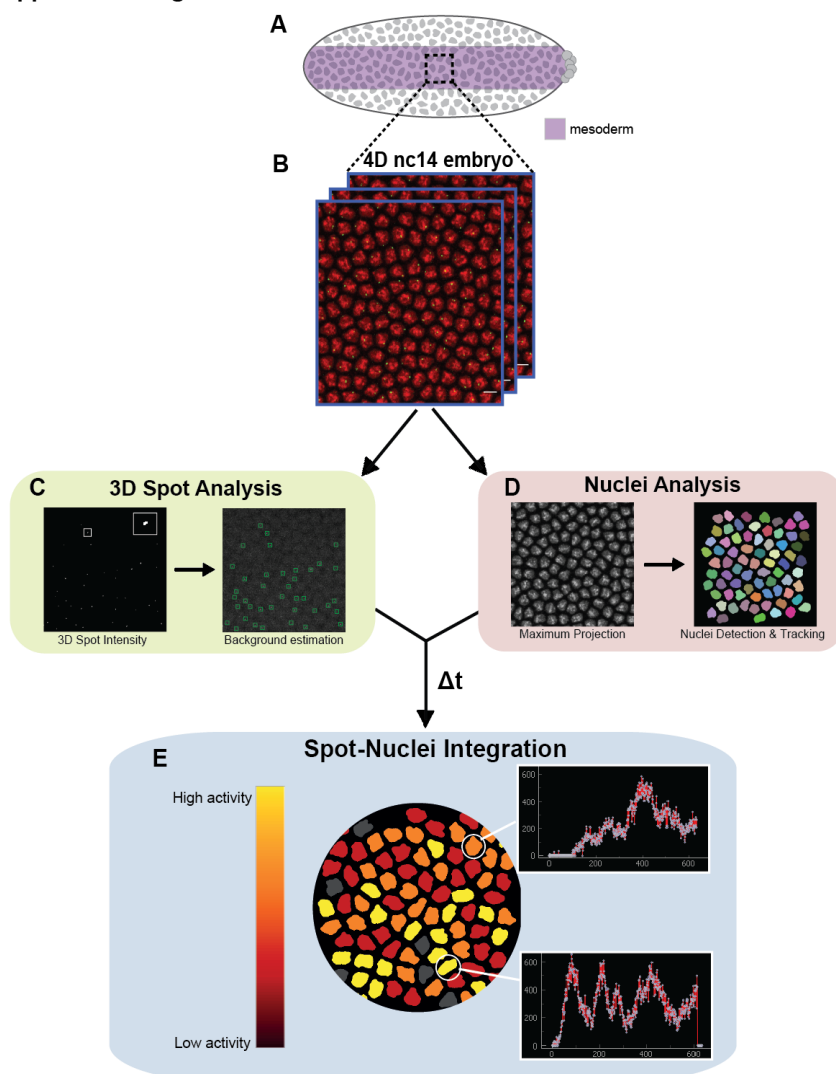 A
mesoderm
B
4D nc14 embryo
C
3D Spot Analysis
3D Spot Intensity
Background estimation
D
Nuclei Analysis
Maximum Projection
Nuclei Detection & Tracking
Δt
E
Spot-Nuclei Integration
High activity
Low activity
600
400
200
0
0
200
400
600
600
400
200
0
0
200
400
600